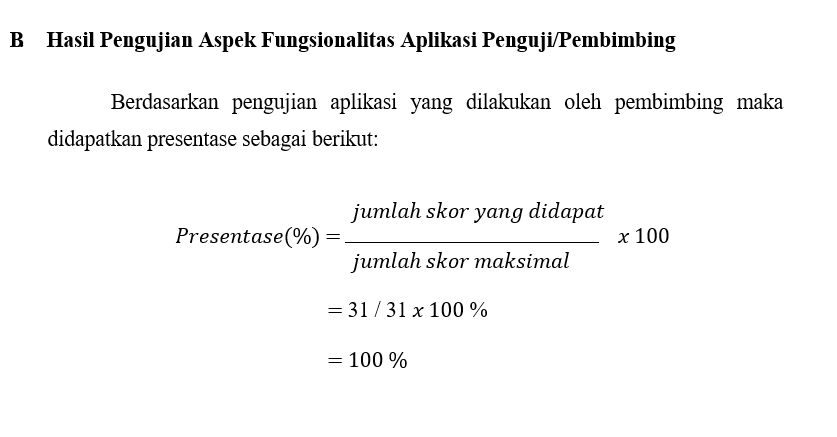 B Hasil Pengujian Aspek Fungsionalitas Aplikasi Penguji/Pembimbing
Berdasarkan pengujian aplikasi yang dilakukan oleh pembimbing maka
didapatkan presentase sebagai berikut:
jumlah skor yang didapat
Presentase(%) = x 100
jumlah skor maksimal
= 31 / 31 x 100 %
= 100 %